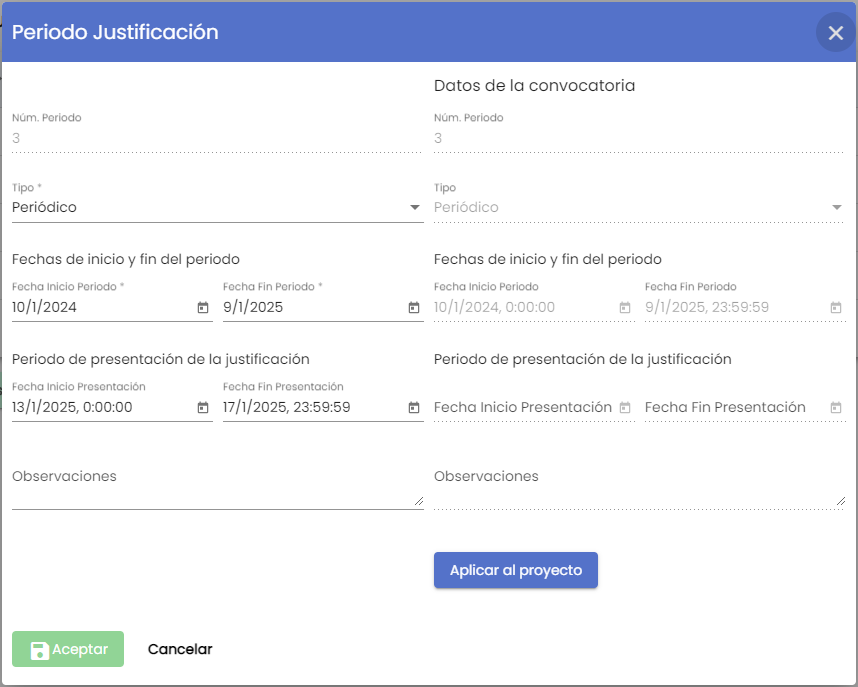 Periodo Justificación
Datos de la convocatoria
Núm. Periodo
3
Núm. Periodo
3
Tipo *
Periódico
Tipo
Periódico
Fechas de inicio y fin del periodo
Fechas de inicio y fin del periodo
Fecha Inicio Periodo *
10/1/2024
Fecha Fin Periodo *
9/1/2025
Fecha Inicio Periodo
10/1/2024, 0:00:00
Fecha Fin Periodo
9/1/2025, 23:59:59
Periodo de presentación de la justificación
Periodo de presentación de la justificación
Fecha Inicio Presentación
13/1/2025, 0:00:00
Fecha Fin Presentación
17/1/2025, 23:59:59
Fecha Inicio Presentación
Fecha Fin Presentación
Observaciones
Observaciones
Aplicar al proyecto
Aceptar
Cancelar